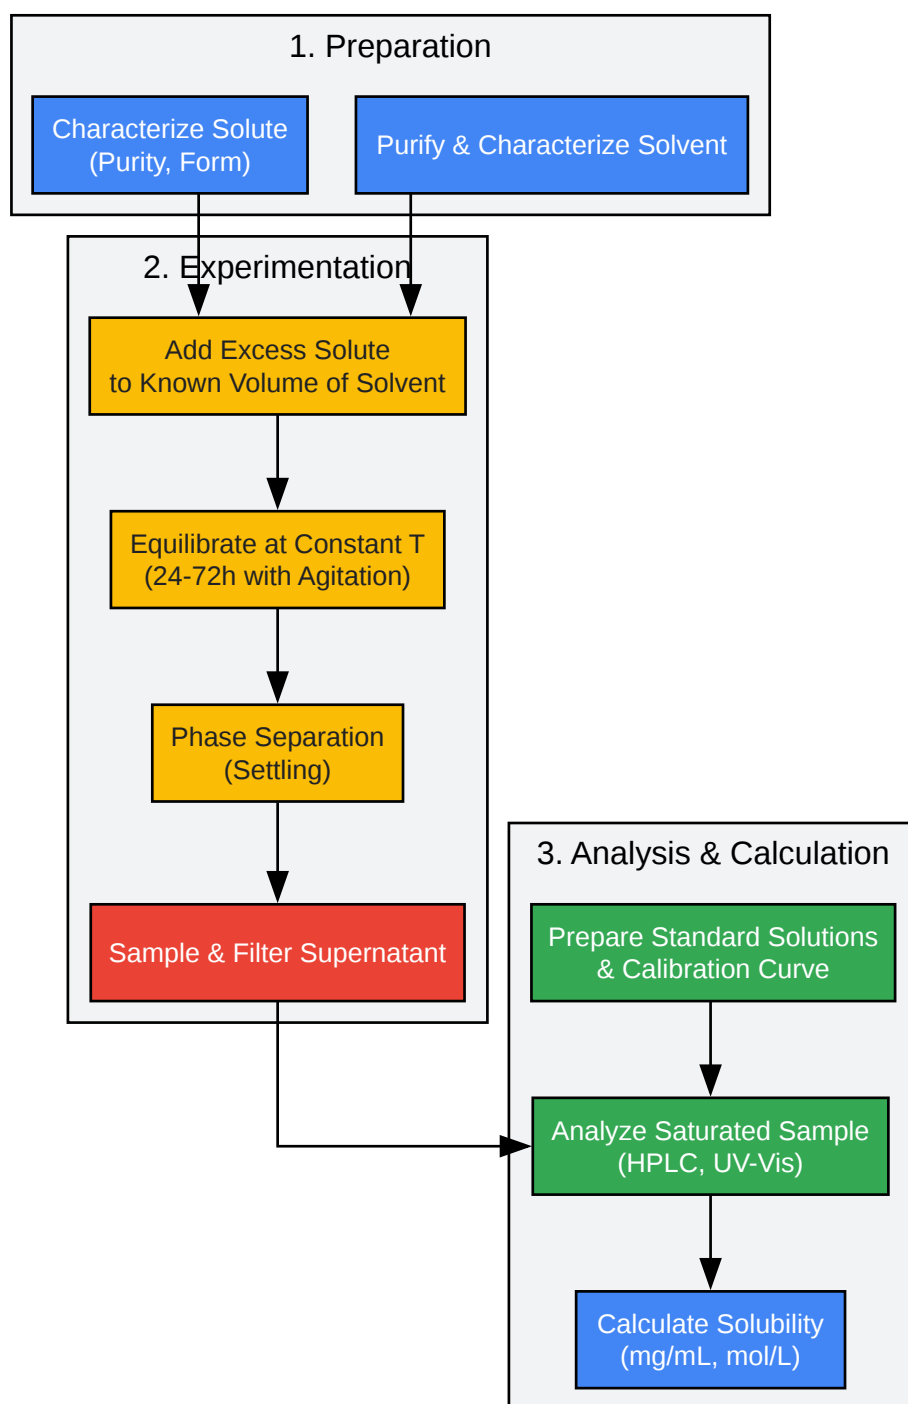 1. Preparation
Characterize Solute
(Purity, Form)
Purify & Characterize Solvent
2. Experimentation
Add Excess Solute
to Known Volume of Solvent
Equilibrate at Constant T
(24-72h with Agitation)
Phase Separation
(Settling)
Sample & Filter Supernatant
3. Analysis & Calculation
Prepare Standard Solutions
& Calibration Curve
Analyze Saturated Sample
(HPLC, UV-Vis)
Calculate Solubility
(mg/mL, mol/L)